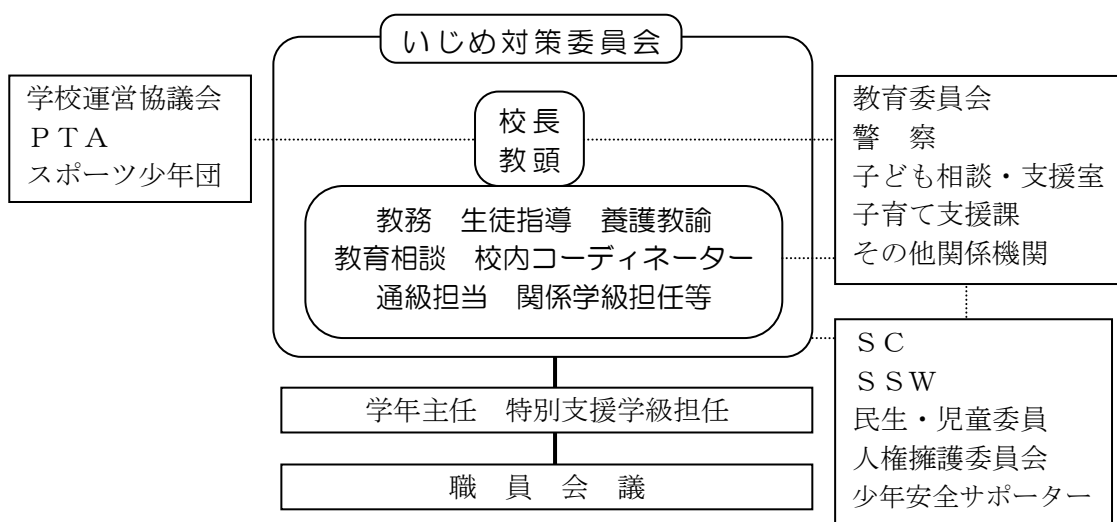 いじめ対策委員会
学校運営協議会
ＰＴＡ
スポーツ少年団
校長
教頭
教務　生徒指導　養護教諭
教育相談　校内コーディネーター
通級担当　関係学級担任等
教育委員会
警　察
子ども相談・支援室
子育て支援課
その他関係機関
ＳＣ
ＳＳＷ
民生・児童委員
人権擁護委員会
少年安全サポーター
学年主任　特別支援学級担任
職　員　会　議